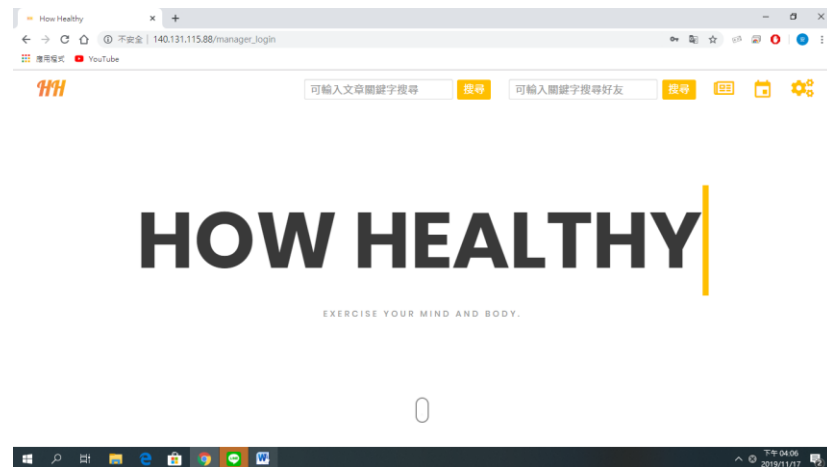 How Healthy
不安全 | 140.131.115.88/manager_login
應用程式 YouTube
HH 可輸入文章關鍵字搜尋 搜尋 可輸入關鍵字搜尋好友 搜尋
HOW HEALTHY
EXERCISE YOUR MIND AND BODY.
下午 04:06
2019/11/17